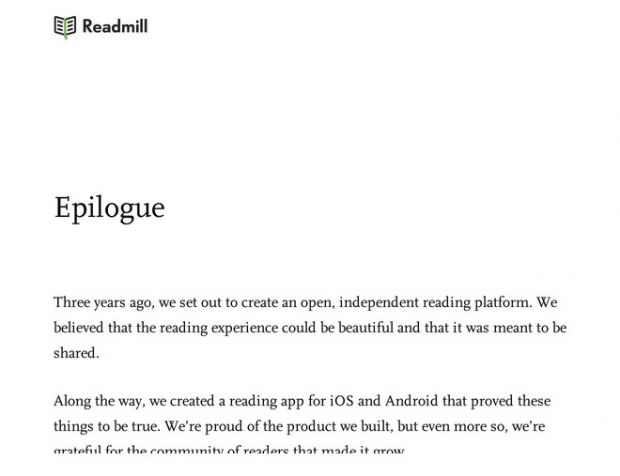 Readmill
Epilogue
Three years ago, we set out to create an open, independent reading platform. We
believed that the reading experience could be beautiful and that it was meant to be
shared.
Along the way, we created a reading app for iOS and Android that proved these
things to be true. We’re proud of the product we built, but even more so, we’re
grateful for the community of readers that made it grow.